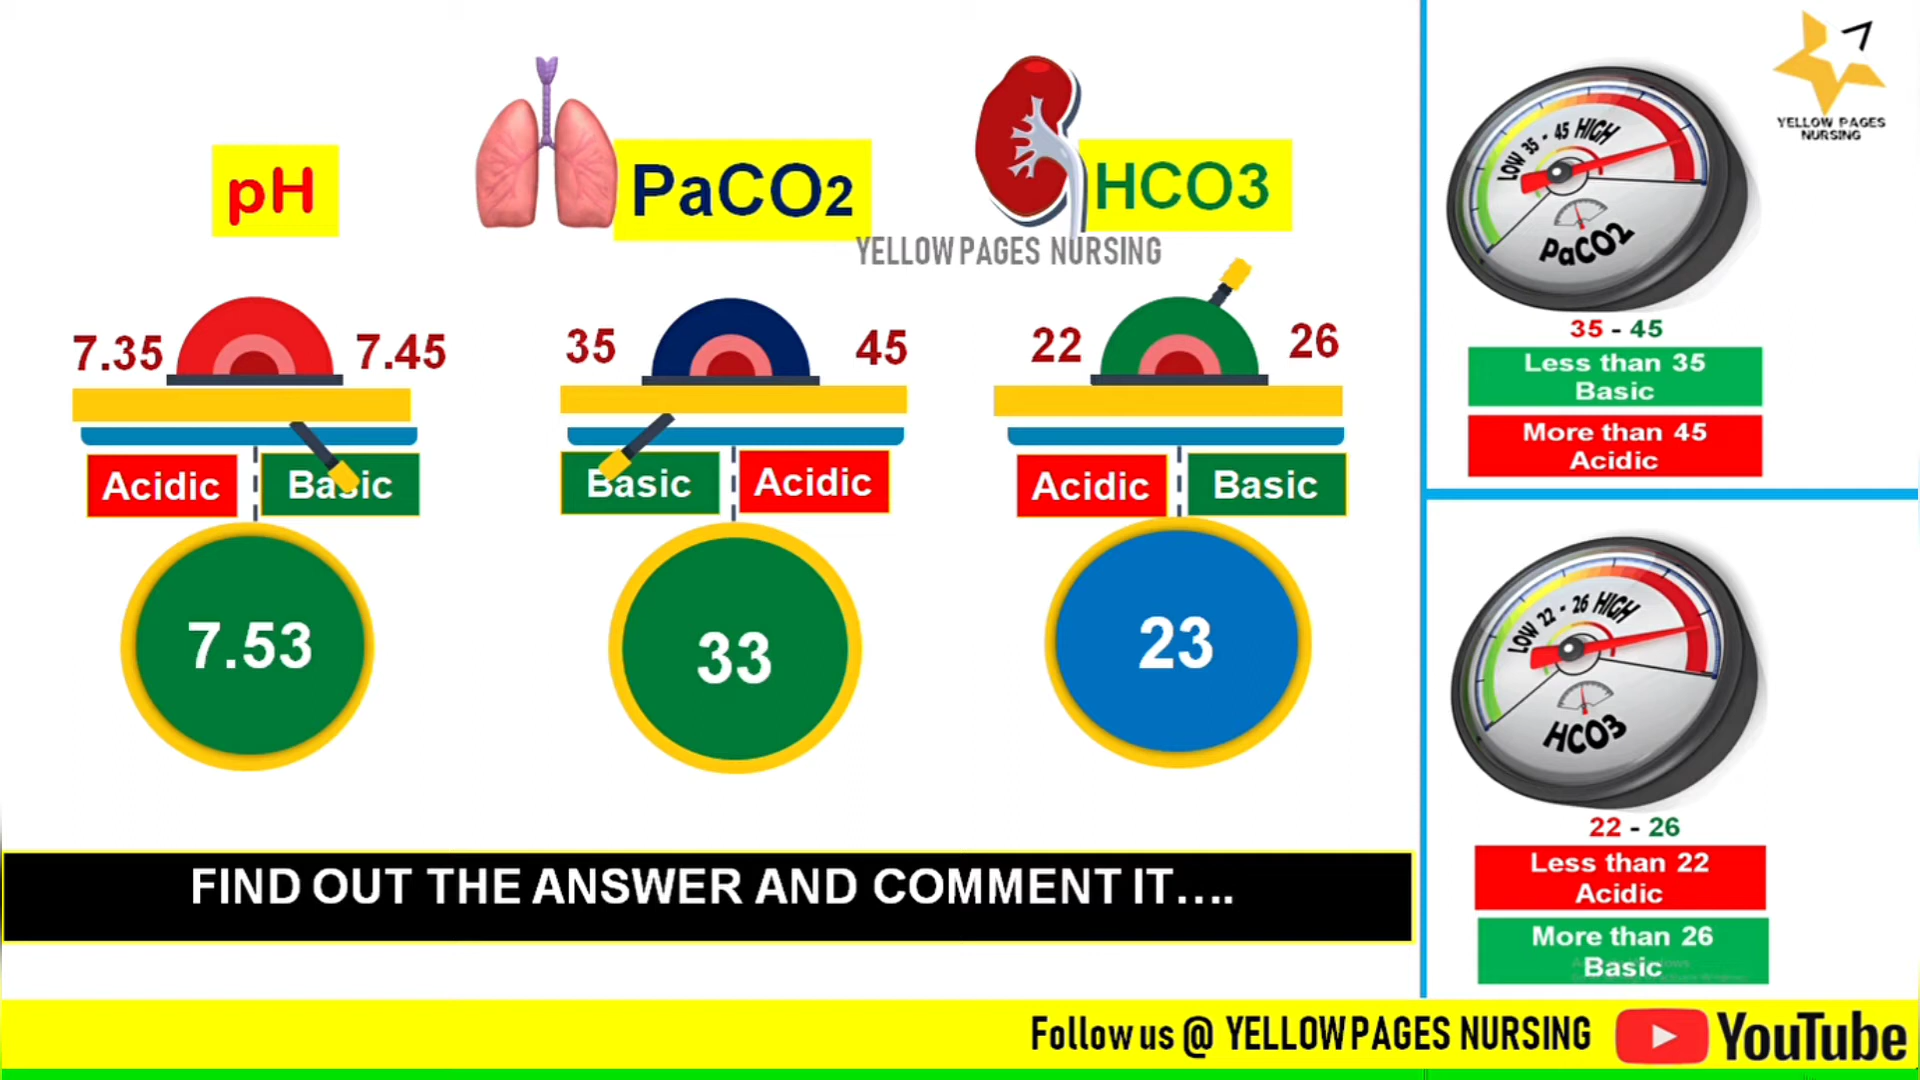 pH
PaCO2
HCO3
YELLOW PAGES NURSING
7.35
7.45
35
45
22
26
Acidic
Basic
Basic
Acidic
Acidic
Basic
7.53
33
23
FIND OUT THE ANSWER AND COMMENT IT....
YELLOW PAGES
NURSING
LOW 35 - 45 HIGH
PaCO2
35 - 45
Less than 35
Basic
More than 45
Acidic
LOW 22 - 26 HIGH
HCO3
22 - 26
Less than 22
Acidic
More than 26
Basic
Follow us @ YELLOW PAGES NURSING
YouTube